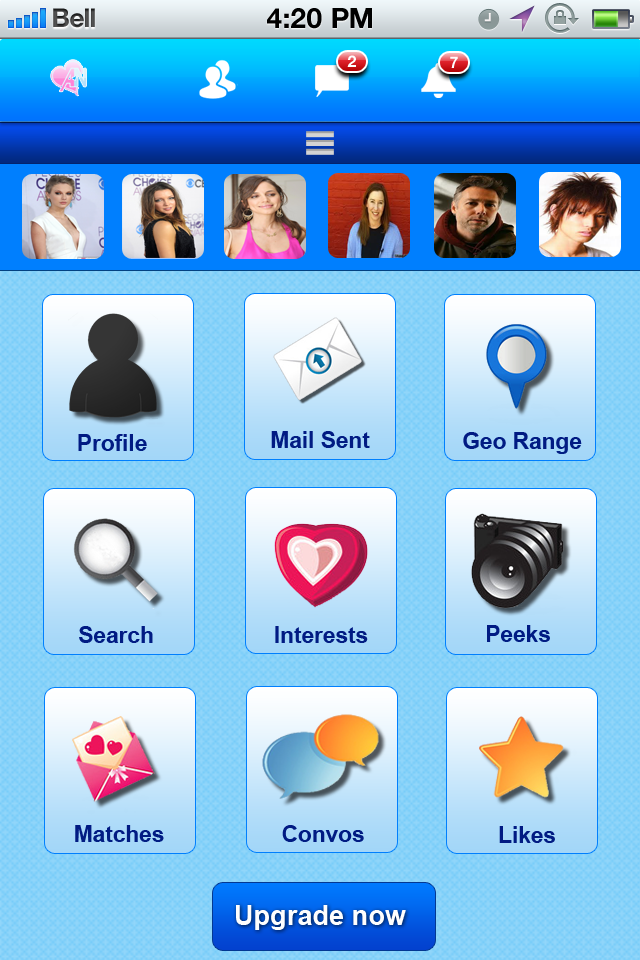 Bell 4:20 PM
2 7
Profile Mail Sent Geo Range
Search Interests Peeks
Matches Convos Likes
Upgrade now